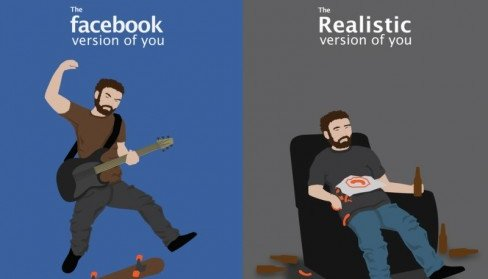 The
facebook
version of you
The
Realistic
version of you